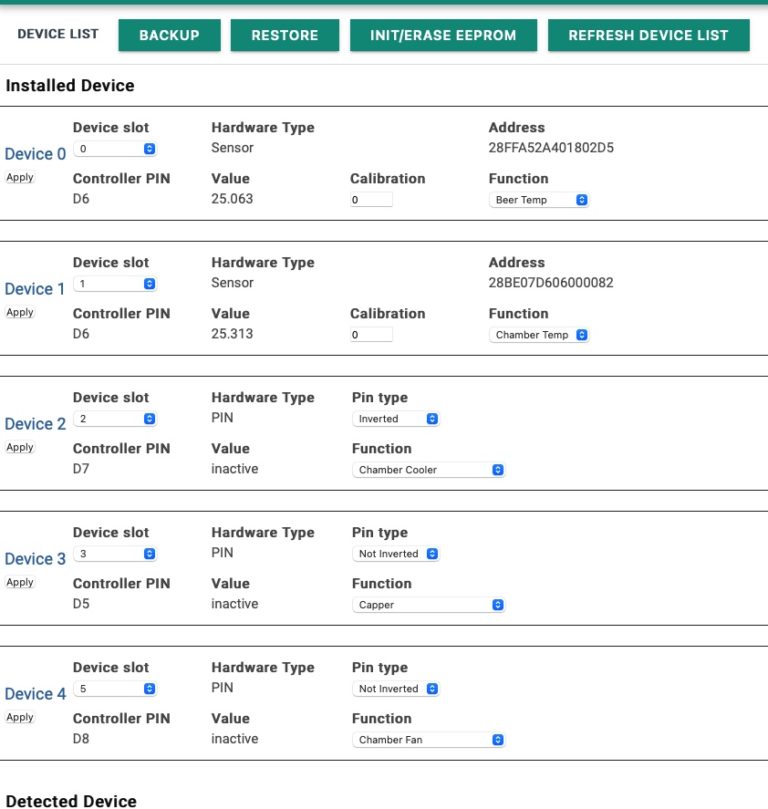 DEVICE LIST BACKUP RESTORE INIT/ERASE EEPROM REFRESH DEVICE LIST
Installed Device
Device slot Hardware Type Address
Device 0 0 Sensor 28FFA52A401802D5
Apply Controller PIN Value Calibration Function
D6 25.063 0 Beer Temp
Device slot Hardware Type Address
Device 1 1 Sensor 28BE07D606000082
Apply Controller PIN Value Calibration Function
D6 25.313 0 Chamber Temp
Device slot Hardware Type Pin type
Device 2 2 PIN Inverted
Apply Controller PIN Value Function
D7 inactive Chamber Cooler
Device slot Hardware Type Pin type
Device 3 3 PIN Not Inverted
Apply Controller PIN Value Function
D5 inactive Capper
Device slot Hardware Type Pin type
Device 4 5 PIN Not Inverted
Apply Controller PIN Value Function
D8 inactive Chamber Fan
Detected Device